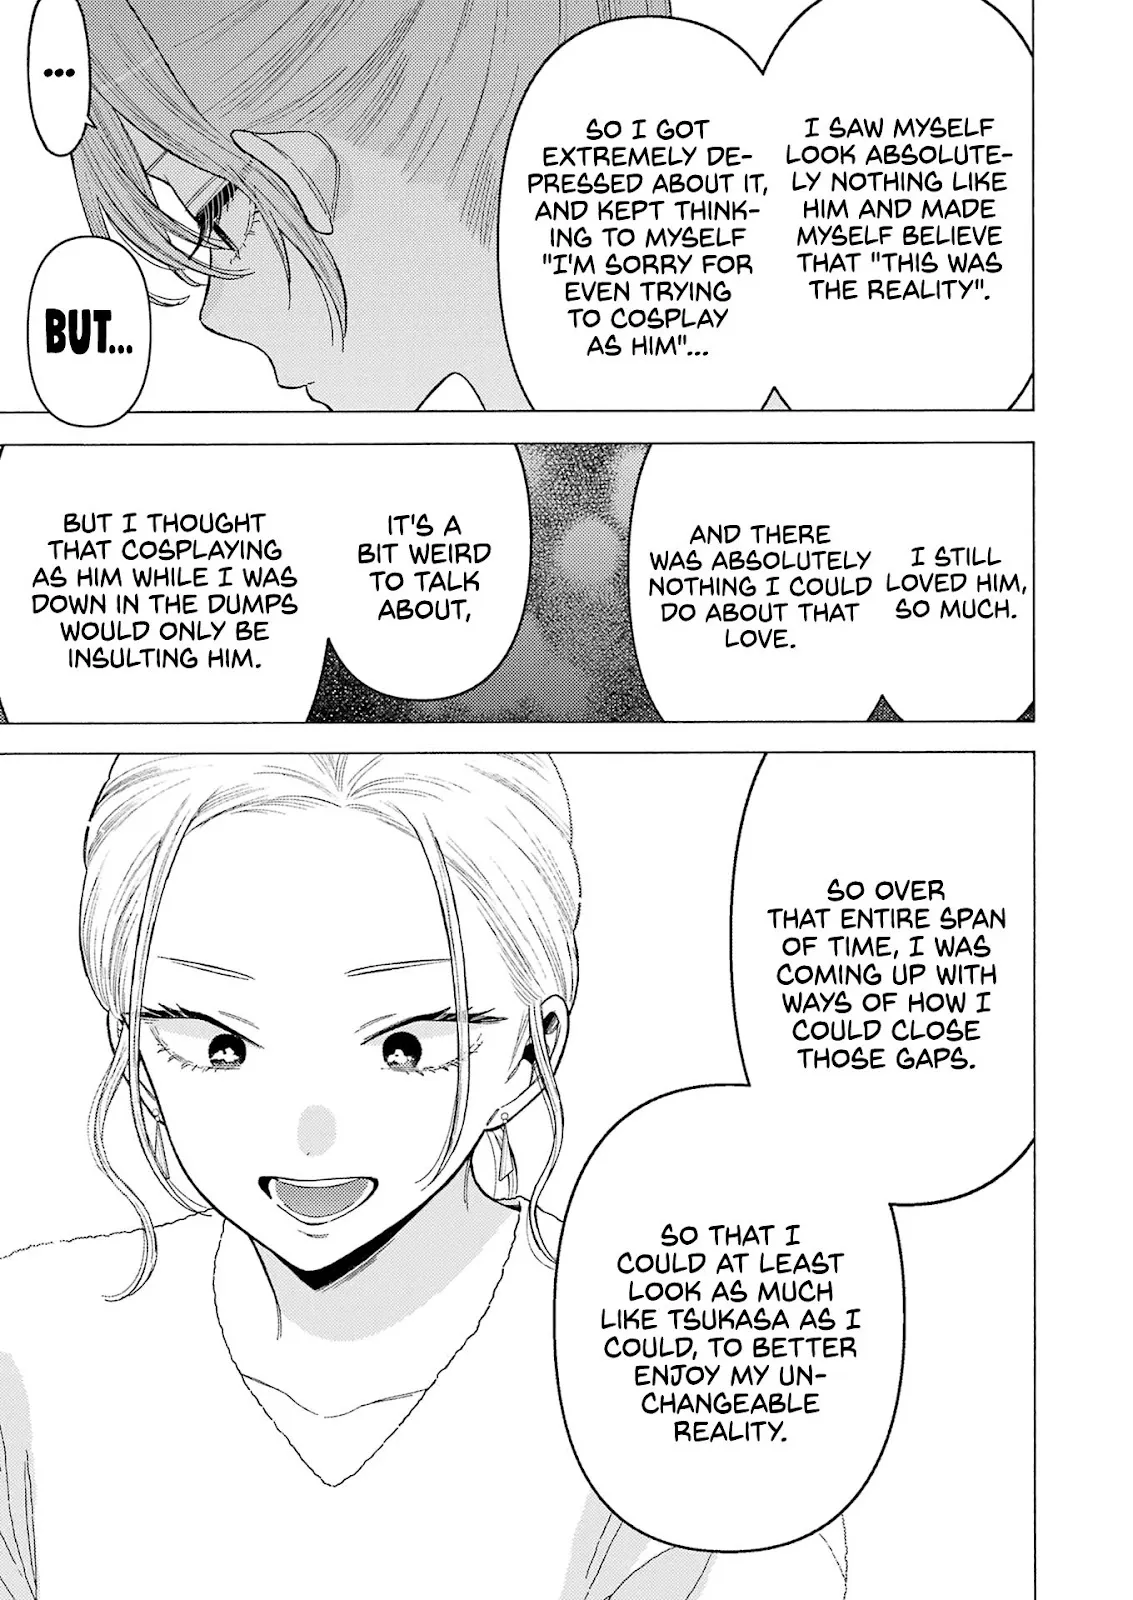 I SAW MYSELF
LOOK ABSOLUTE-
LY NOTHING LIKE
HIM AND MADE
MYSELF BELIEVE
THAT "THIS WAS
THE REALITY".
SO I GOT
EXTREMELY DE-
PRESSED ABOUT IT,
AND KEPT THINK-
ING TO MYSELF
"I'M SORRY FOR
EVEN TRYING
TO COSPLAY
AS HIM"...
...
BUT...
I STILL
LOVED HIM,
SO MUCH.
AND THERE
WAS ABSOLUTELY
NOTHING I COULD
DO ABOUT THAT
LOVE.
IT'S A
BIT WEIRD
TO TALK
ABOUT,
BUT I THOUGHT
THAT COSPLAYING
AS HIM WHILE I WAS
DOWN IN THE DUMPS
WOULD ONLY BE
INSULTING HIM.
SO OVER
THAT ENTIRE SPAN
OF TIME, I WAS
COMING UP WITH
WAYS OF HOW I
COULD CLOSE
THOSE GAPS.
SO THAT I
COULD AT LEAST
LOOK AS MUCH
LIKE TSUKASA AS I
COULD, TO BETTER
ENJOY MY UN-
CHANGEABLE
REALITY.